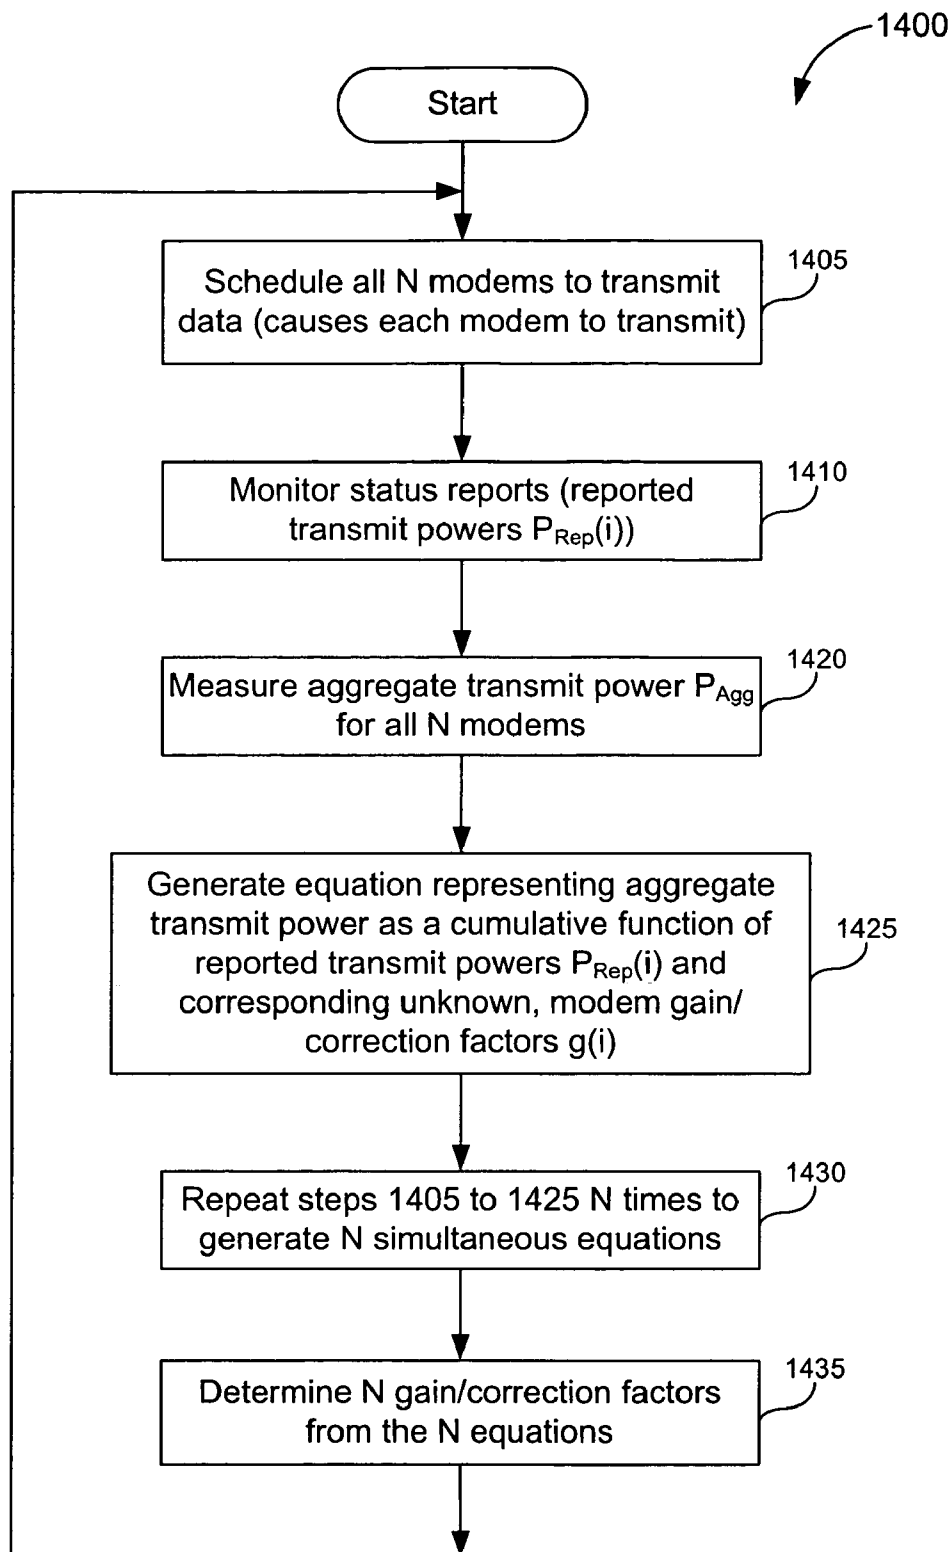 1400
Start
1405
Schedule all N modems to transmit
data (causes each modem to transmit)
1410
Monitor status reports (reported
transmit powers P_Rep(i))
1420
Measure aggregate transmit power P_Agg
for all N modems
Generate equation representing aggregate
transmit power as a cumulative function of
1425
reported transmit powers P_Rep(i) and
corresponding unknown, modem gain/
correction factors g(i)
1430
Repeat steps 1405 to 1425 N times to
generate N simultaneous equations
1435
Determine N gain/correction factors
from the N equations